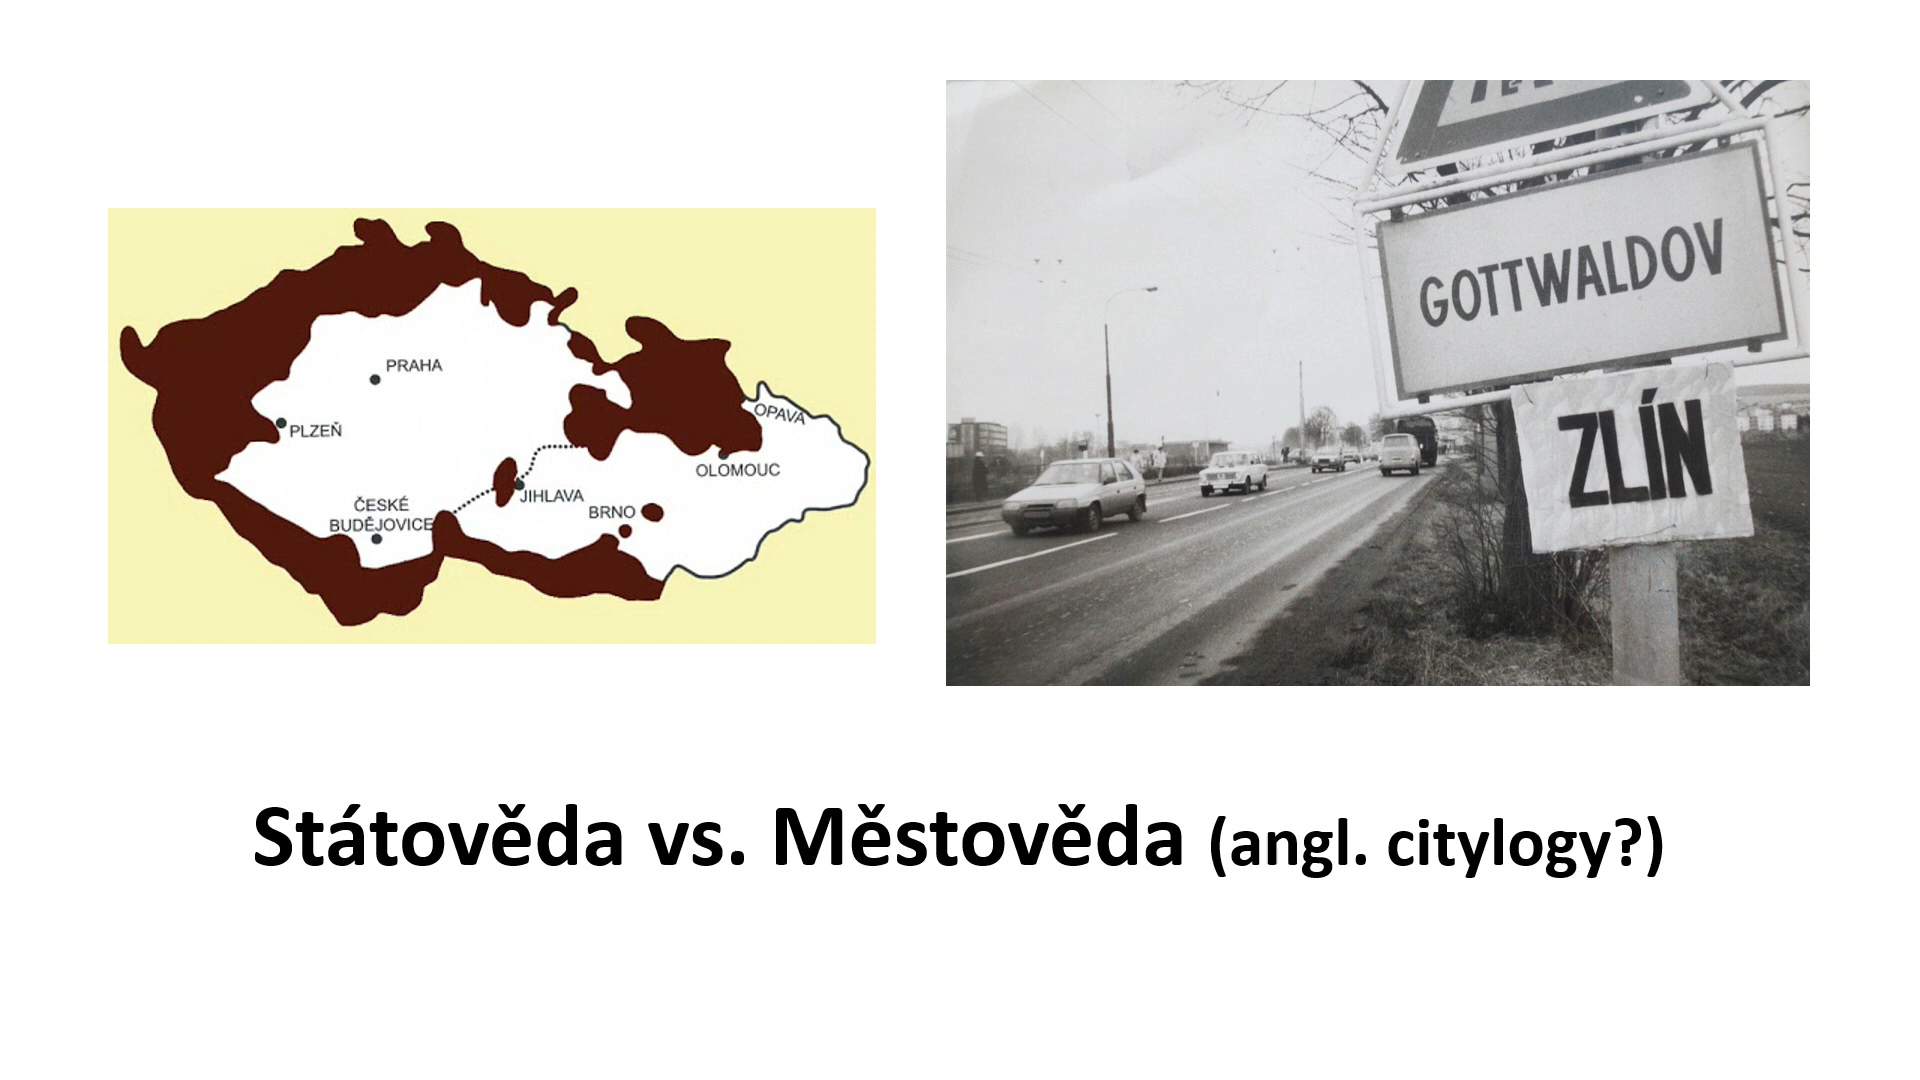 PRAHA
PLZEŇ
OPAVA
OLOMOUC
JIHLAVA
ČESKÉ
BUDĚJOVICE
BRNO
GOTTWALDOV
ZLÍN
Státověda vs. Městověda (angl. citylogy?)